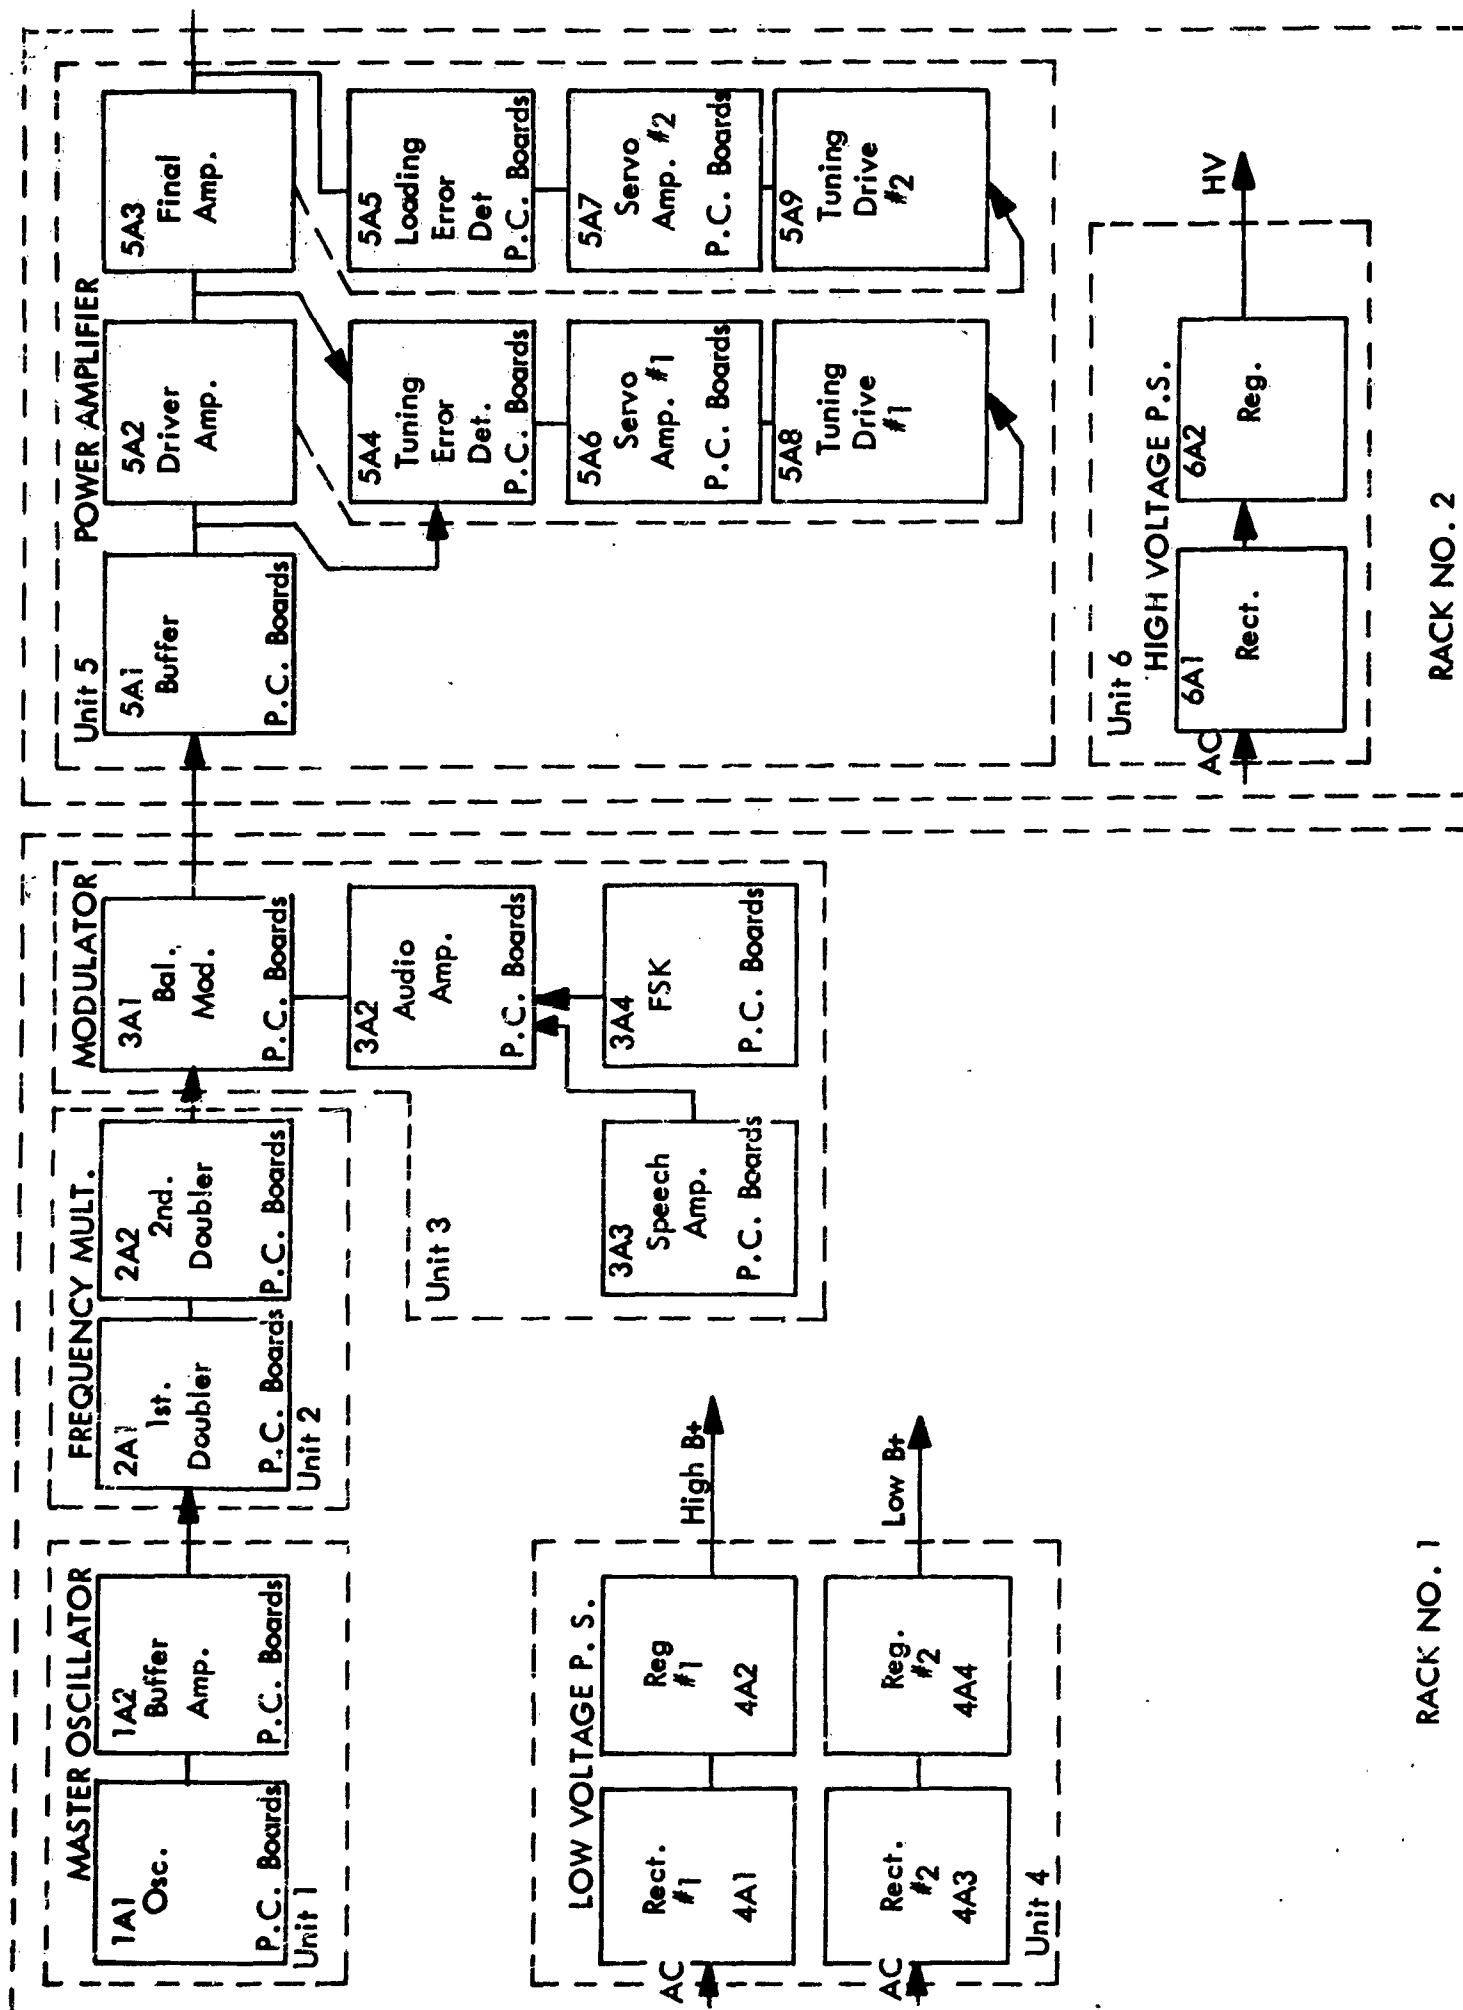 MASTER OSCILLATOR
1A1
Osc.
P.C. Boards
1A2
Buffer
Amp.
P.C. Boards
Unit 1
FREQUENCY MULT.
2A1
1st.
Doubler
P.C. Boards
2A2
2nd.
Doubler
P.C. Boards
Unit 2
MODULATOR
3A1
Bal.
Mod.
P.C. Boards
3A2
Audio
Amp.
P.C. Boards
3A3
Speech
Amp.
P.C. Boards
3A4
FSK
P.C. Boards
Unit 3
LOW VOLTAGE P.S.
AC
Rect.
#1
4A1
Reg
#1
4A2
High B+
AC
Rect.
#2
4A3
Reg.
#2
4A4
Low B+
Unit 4
RACK NO. 1
Unit 5
POWER AMPLIFIER
5A1
Buffer
P.C. Boards
5A2
Driver
Amp.
5A3
Final
Amp.
5A4
Tuning
Error
Det.
P.C. Boards
5A5
Loading
Error
Det
P.C. Boards
5A6
Servo
Amp. #1
P.C. Boards
5A7
Servo
Amp. #2
P.C. Boards
5A8
Tuning
Drive
#1
5A9
Tuning
Drive
#2
Unit 6
HIGH VOLTAGE P.S.
AC
6A1
Rect.
6A2
Reg.
HV
RACK NO. 2